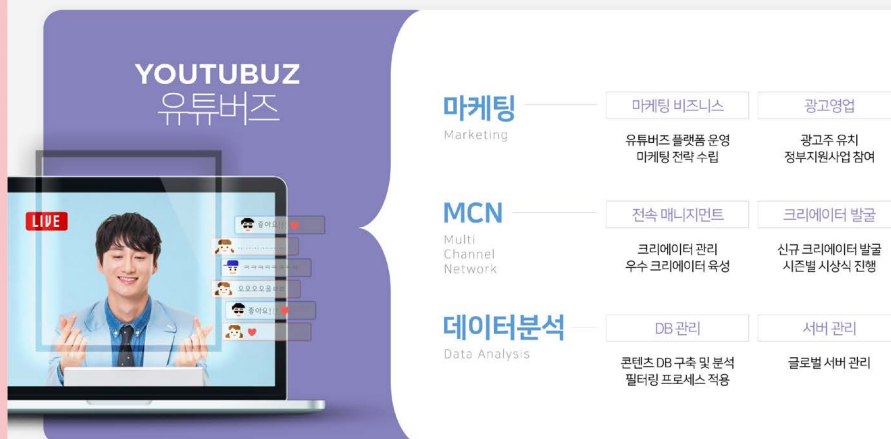 YOUTUBUZ
유튜버즈
LIVE
좋아요!!
ㅋㅋㅋㅋㅋㅋㅋㅋ
오오오오옹
좋아요!!
마케팅
Marketing
마케팅 비즈니스
유튜버즈 플랫폼 운영
마케팅 전략 수립
광고영업
광고주 유치
정부지원사업 참여
MCN
Multi
Channel
Network
전속 매니지먼트
크리에이터 관리
우수 크리에이터 육성
크리에이터 발굴
신규 크리에이터 발굴
시즌별 시상식 진행
데이터분석
Data Analysis
DB 관리
콘텐츠 DB 구축 및 분석
필터링 프로세스 적용
서버 관리
글로벌 서버 관리